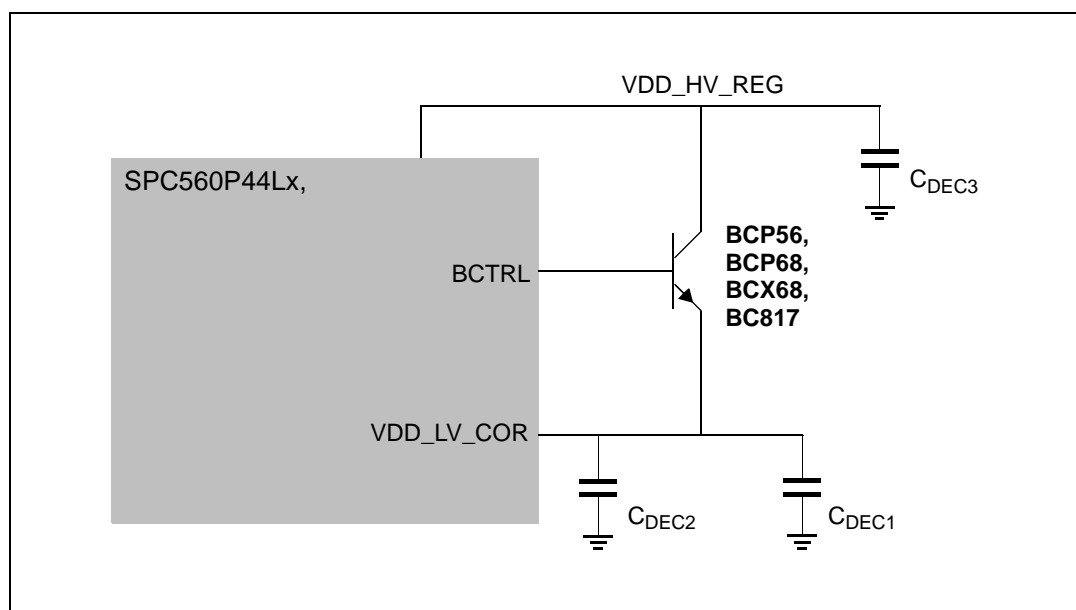 VDD_HV_REG
SPC560P44Lx,
CDEC3
BCP56,
BCP68,
BCX68,
BC817
BCTRL
VDD_LV_COR
CDEC2
CDEC1